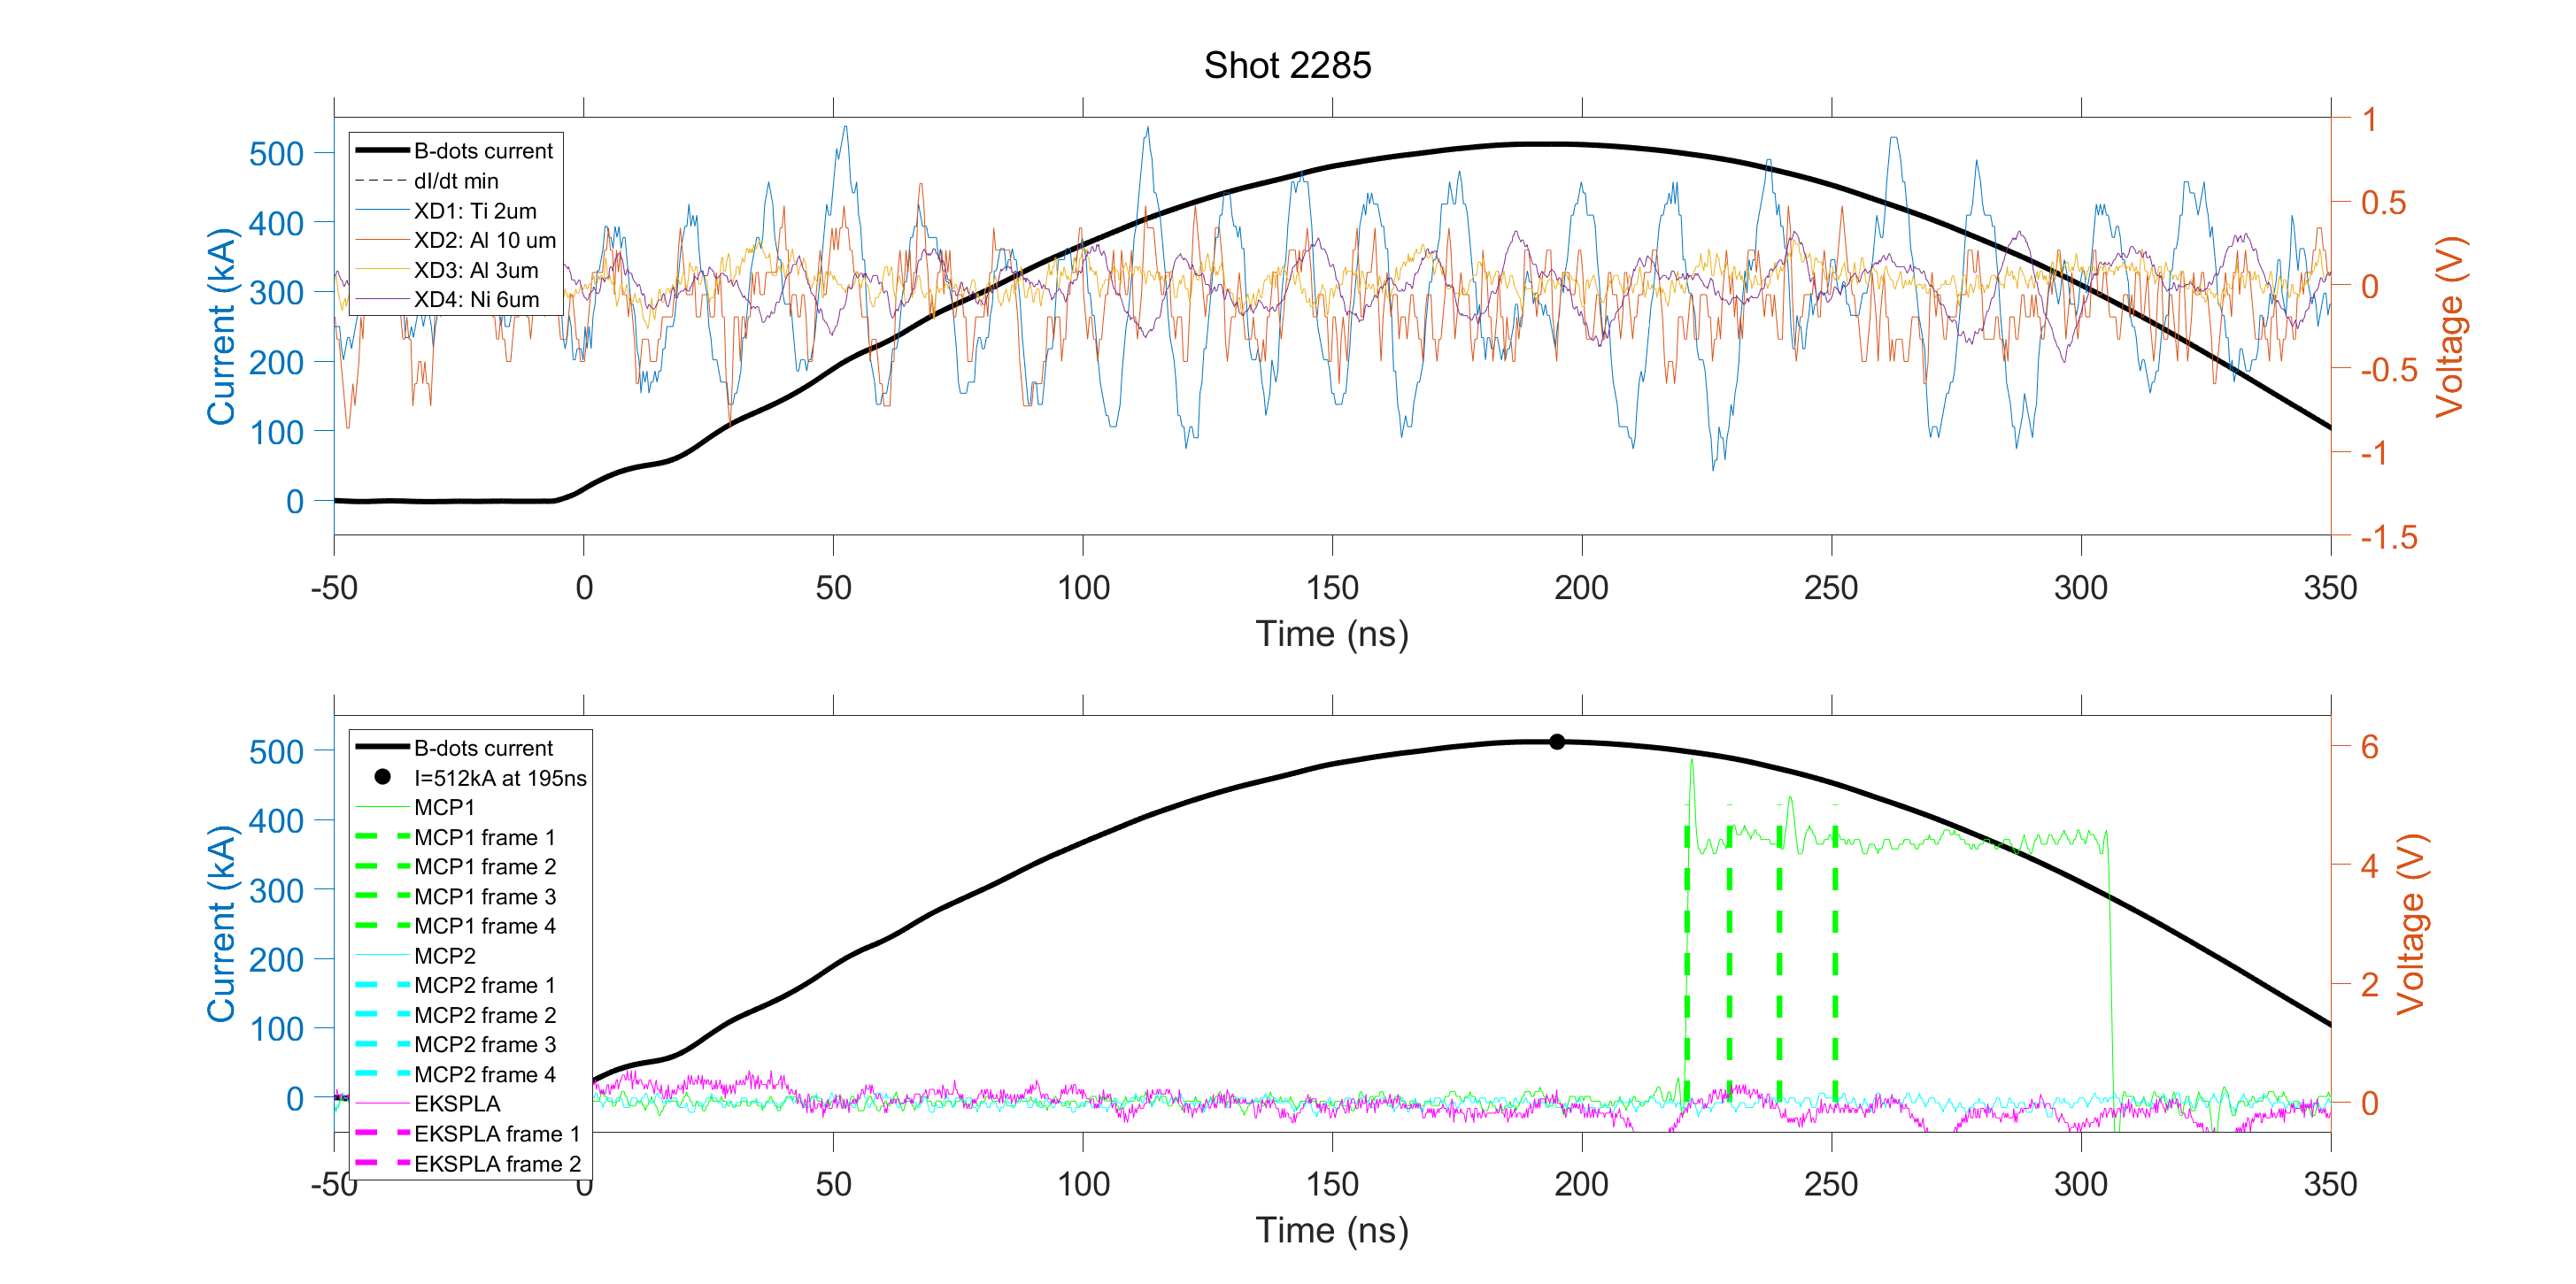 Shot 2285
B-dots current
dI/dt min
XD1: Ti 2um
XD2: Al 10 um
XD3: Al 3um
XD4: Ni 6um
500
400
300
200
100
0
Current (kA)
1
0.5
0
-0.5
-1
-1.5
Voltage (V)
-50 0 50 100 150 200 250 300 350
Time (ns)
B-dots current
I=512kA at 195ns
MCP1
MCP1 frame 1
MCP1 frame 2
MCP1 frame 3
MCP1 frame 4
MCP2
MCP2 frame 1
MCP2 frame 2
MCP2 frame 3
MCP2 frame 4
EKSPLA
EKSPLA frame 1
EKSPLA frame 2
500
400
300
200
100
0
Current (kA)
6
4
2
0
Voltage (V)
-50 0 50 100 150 200 250 300 350
Time (ns)